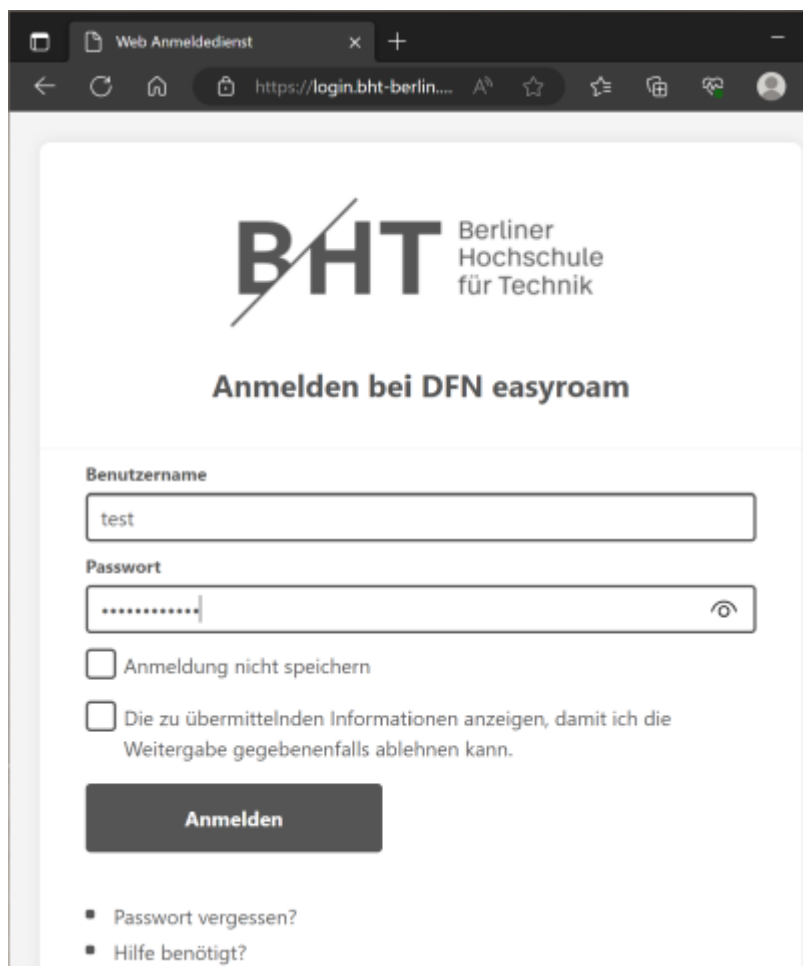 Web Anmeldedienst
https://login.bht-berlin....
BHT Berliner
Hochschule
für Technik
Anmelden bei DFN easyroam
Benutzername
test
Passwort
••••••••••••
Anmeldung nicht speichern
Die zu übermittelnden Informationen anzeigen, damit ich die
Weitergabe gegebenenfalls ablehnen kann.
Anmelden
Passwort vergessen?
Hilfe benötigt?